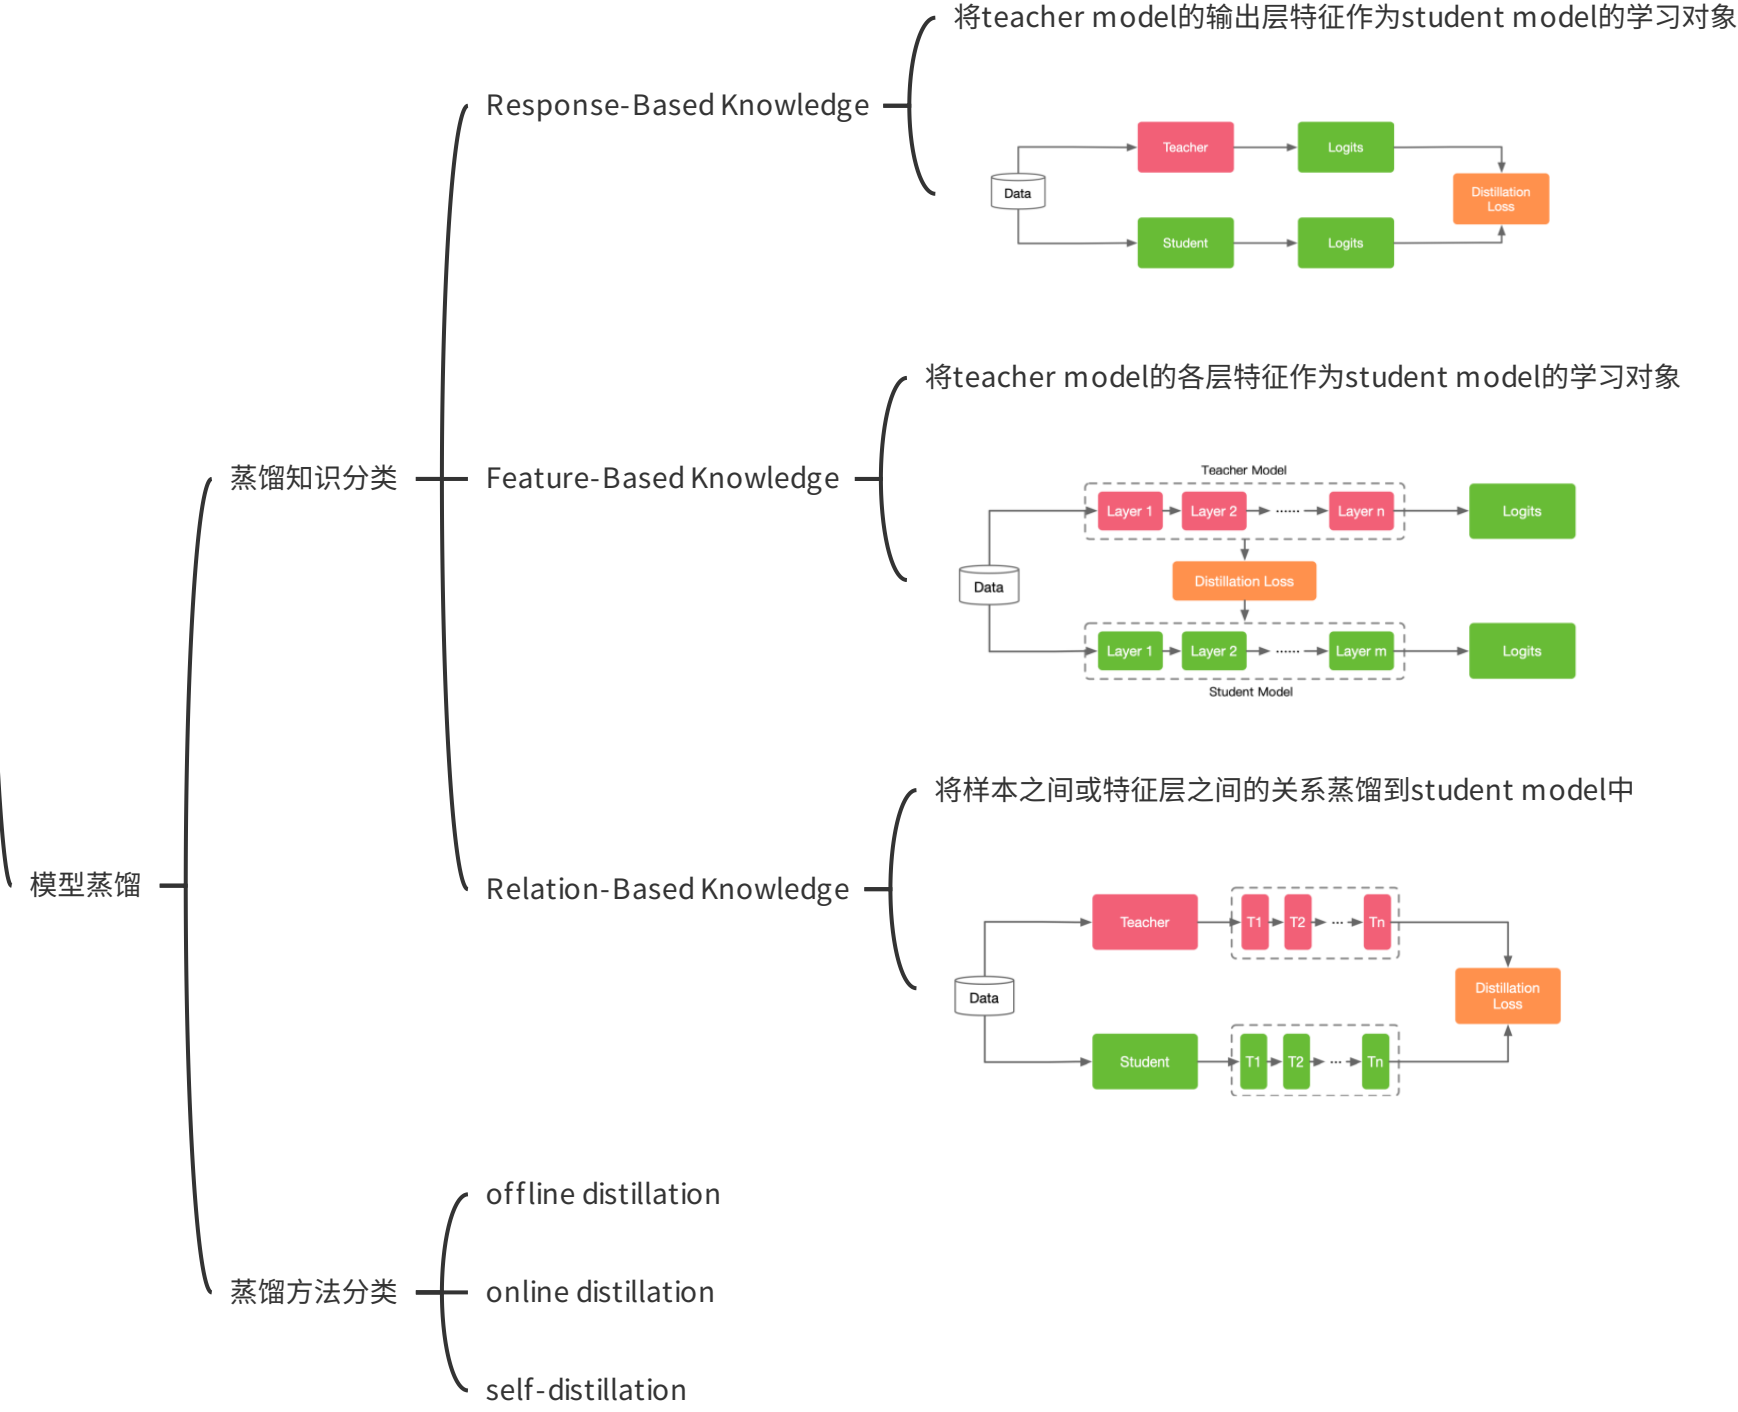 将teacher model的输出层特征作为student model的学习对象
Response-Based Knowledge
Teacher
Logits
Data
Distillation
Loss
Student
Logits
将teacher model的各层特征作为student model的学习对象
蒸馏知识分类
Feature-Based Knowledge
Teacher Model
Layer 1
Layer 2
......
Layer n
Logits
Data
Distillation Loss
Layer 1
Layer 2
......
Layer m
Logits
Student Model
将样本之间或特征层之间的关系蒸馏到student model中
模型蒸馏
Relation-Based Knowledge
Teacher
T1
T2
...
Tn
Data
Distillation
Loss
Student
T1
T2
...
Tn
offline distillation
蒸馏方法分类
online distillation
self-distillation